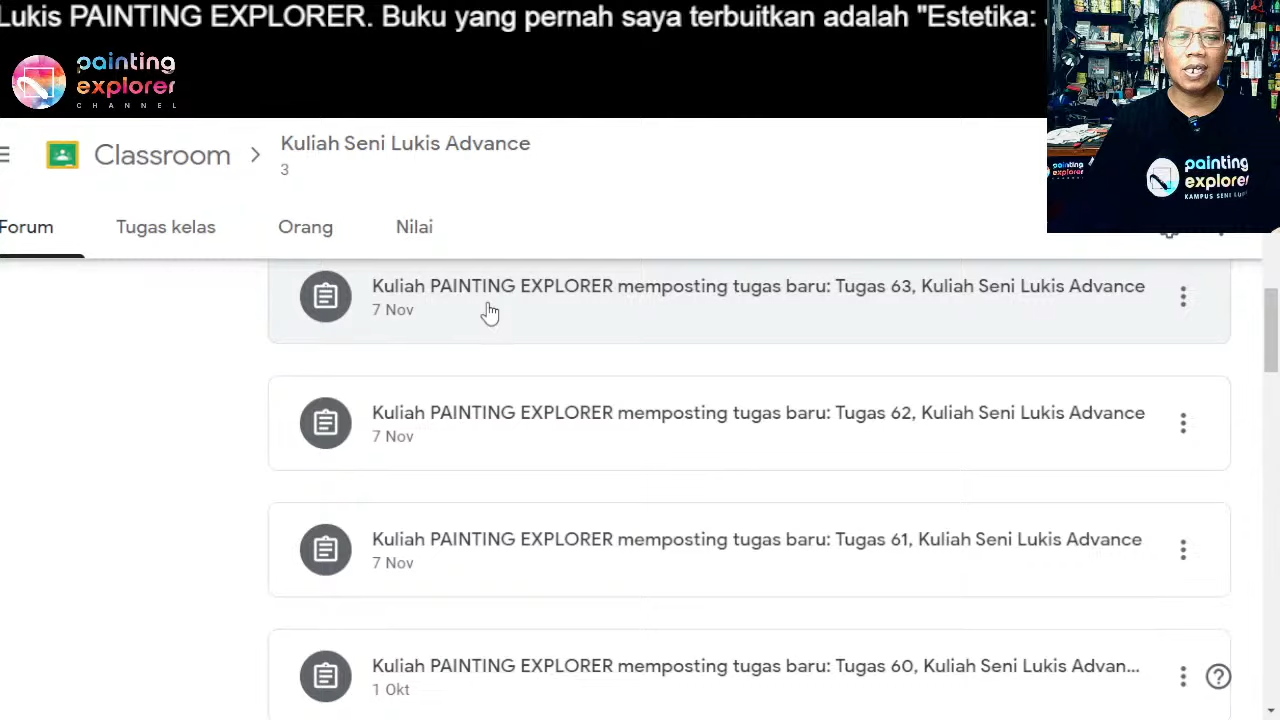 Lukis PAINTING EXPLORER. Buku yang pernah saya terbuitkan adalah "Estetika:
painting
explorer
CHANNEL
Classroom
Kuliah Seni Lukis Advance
3
painting
explorer
painting
explorer
KAMPUS SENI
Forum
Tugas kelas
Orang
Nilai
Kuliah PAINTING EXPLORER memposting tugas baru: Tugas 63, Kuliah Seni Lukis Advance
7 Nov
Kuliah PAINTING EXPLORER memposting tugas baru: Tugas 62, Kuliah Seni Lukis Advance
7 Nov
Kuliah PAINTING EXPLORER memposting tugas baru: Tugas 61, Kuliah Seni Lukis Advance
7 Nov
Kuliah PAINTING EXPLORER memposting tugas baru: Tugas 60, Kuliah Seni Lukis Advan...
1 Okt